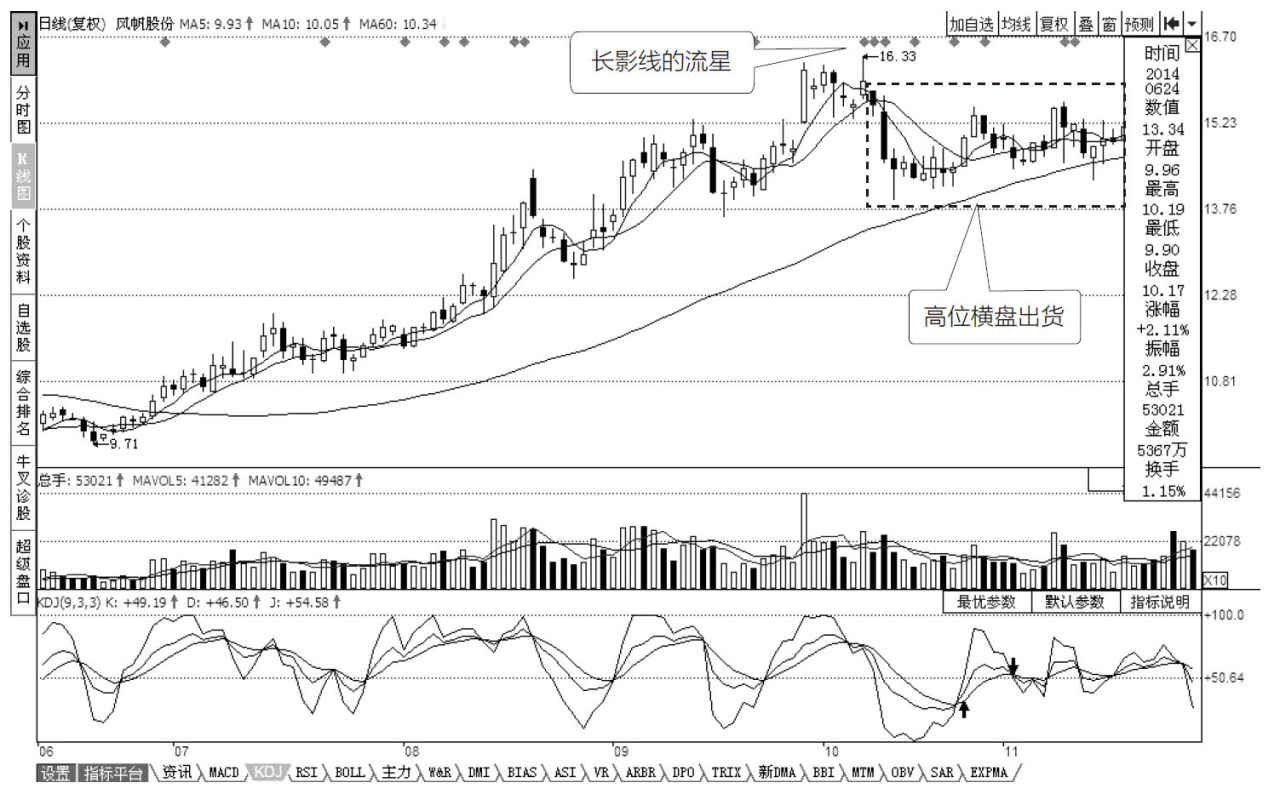 应用
分时图
K线图
个股资料
自选股
综合排名
牛叉诊股
超级盘口
日线(复权) 风帆股份 MA5: 9.93↑ MA10: 10.05↑ MA60: 10.34
加自选 均线 复权 叠 窗 预测
长影线的流星
←16.33
16.70
15.23
13.76
12.28
10.81
高位横盘出货
←9.71
时间
2014
0624
数值
13.34
开盘
9.96
最高
10.19
最低
9.90
收盘
10.17
涨幅
+2.11%
振幅
2.91%
总手
53021
金额
5367万
换手
1.15%
总手: 53021↑ MAVOL5: 41282↑ MAVOL10: 49487↑
44156
22078
X10
KDJ(9,3,3) K: +49.19↑ D: +46.50↑ J: +54.58↑
最优参数 默认参数 指标说明
+100.0
+50.64
06 07 08 09 10 11
设置 指标平台 资讯 MACD KDJ RSI BOLL 主力 W&R DMI BIAS ASI VR ARBR DPO TRIX 新DMA BBI MTM OBV SAR EXPMA